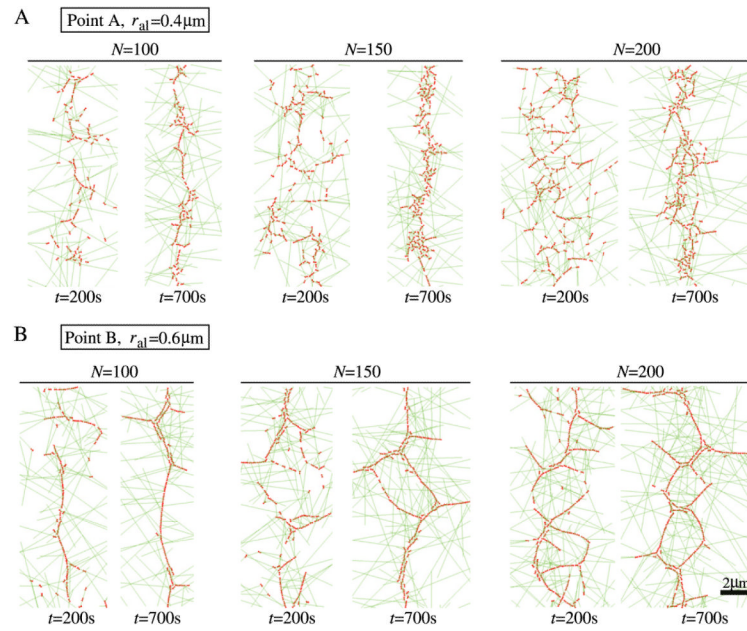 A
Point A, r_al=0.4μm
N=100 N=150 N=200
t=200s t=700s t=200s t=700s t=200s t=700s
B
Point B, r_al=0.6μm
N=100 N=150 N=200
2μm
t=200s t=700s t=200s t=700s t=200s t=700s